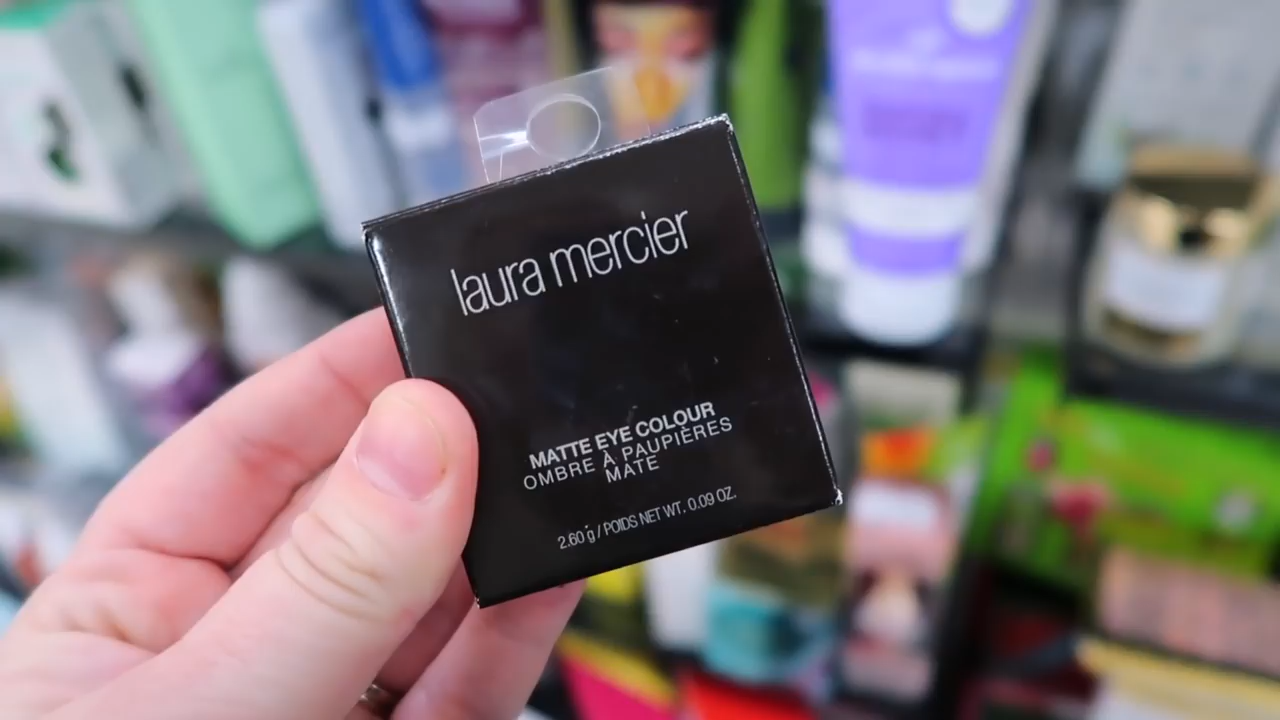 laura mercier
MATTE EYE COLOUR
OMBRE À PAUPIÈRES
MATE
2.60 g / POIDS NET WT. 0.09 OZ.